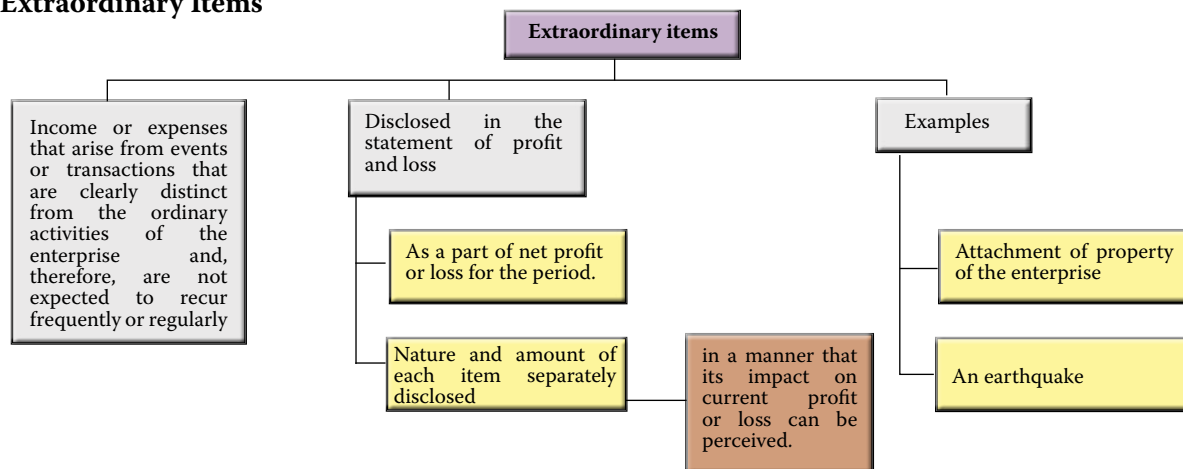 Extraordinary Items
Extraordinary items
Income or expenses
that arise from events
or transactions that
are clearly distinct
from the ordinary
activities of the
enterprise and,
therefore, are not
expected to recur
frequently or regularly
Disclosed in the
statement of profit
and loss
As a part of net profit
or loss for the period.
Nature and amount of
each item separately
disclosed
in a manner that
its impact on
current profit
or loss can be
perceived.
Examples
Attachment of property
of the enterprise
An earthquake